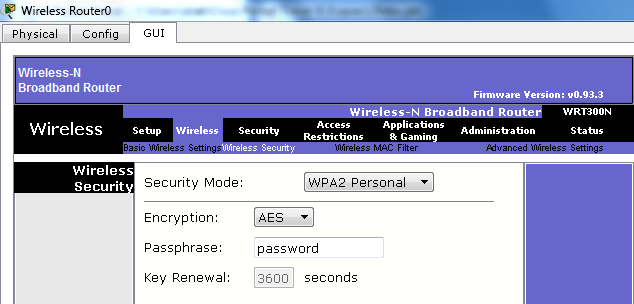 Wireless Router0
Physical Config GUI
Wireless-N
Broadband Router
Firmware Version: v0.93.3
Wireless-N Broadband Router WRT300N
Wireless Setup Wireless Security Access Restrictions Applications & Gaming Administration Status
Basic Wireless Settings Wireless Security Wireless MAC Filter Advanced Wireless Settings
Wireless Security
Security Mode: WPA2 Personal
Encryption: AES
Passphrase: password
Key Renewal: 3600 seconds